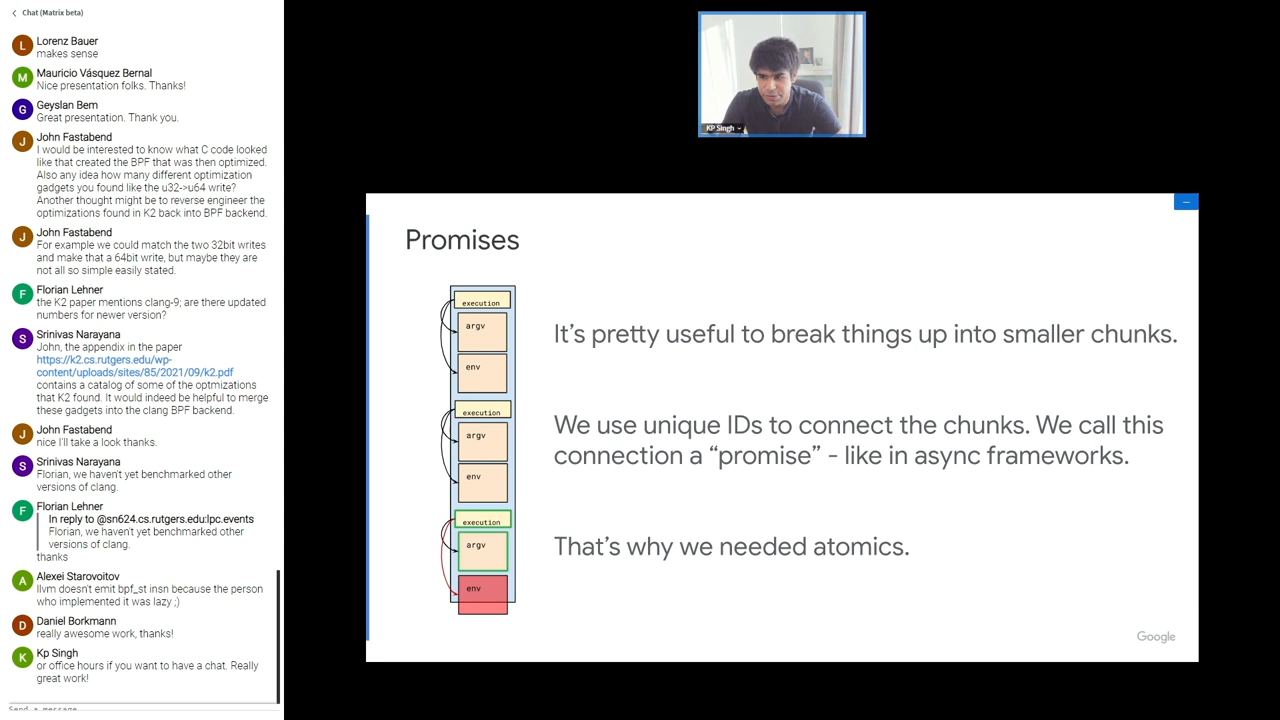 Chat (Matrix beta)
L
Lorenz Bauer
makes sense
M
Mauricio Vásquez Bernal
Nice presentation folks. Thanks!
G
Geyslan Bem
Great presentation. Thank you.
J
John Fastabend
I would be interested to know what C code looked
like that created the BPF that was then optimized.
Also any idea how many different optimization
gadgets you found like the u32->u64 write?
Another thought might be to reverse engineer the
optimizations found in K2 back into BPF backend.
J
John Fastabend
For example we could match the two 32bit writes
and make that a 64bit write, but maybe they are
not all so simple easily stated.
F
Florian Lehner
the K2 paper mentions clang-9; are there updated
numbers for newer version?
S
Srinivas Narayana
John, the appendix in the paper
https://k2.cs.rutgers.edu/wp-
content/uploads/sites/85/2021/09/k2.pdf
contains a catalog of some of the optmizations
that K2 found. It would indeed be helpful to merge
these gadgets into the clang BPF backend.
J
John Fastabend
nice I'll take a look thanks.
S
Srinivas Narayana
Florian, we haven't yet benchmarked other
versions of clang.
F
Florian Lehner
In reply to @sn624.cs.rutgers.edu:lpc.events
Florian, we haven't yet benchmarked other
versions of clang.
thanks
A
Alexei Starovoitov
llvm doesn't emit bpf_st insn because the person
who implemented it was lazy ;)
D
Daniel Borkmann
really awesome work, thanks!
K
Kp Singh
or office hours if you want to have a chat. Really
great work!
Send a message
KP Singh
Promises
execution
argv
env
execution
argv
env
execution
argv
env
It's pretty useful to break things up into smaller chunks.
We use unique IDs to connect the chunks. We call this
connection a “promise” - like in async frameworks.
That's why we needed atomics.
Google